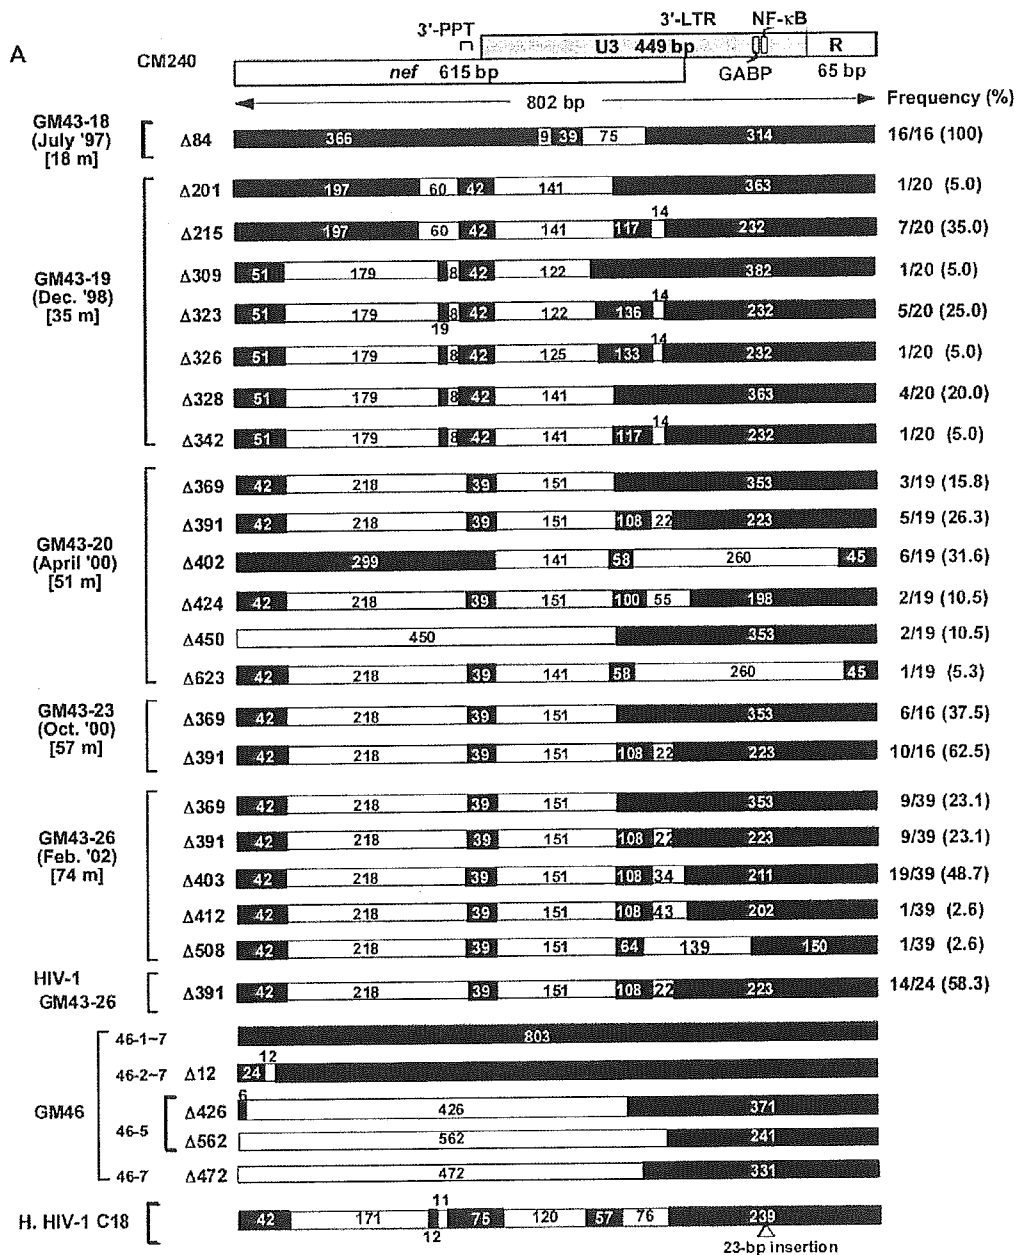 A
3'-LTR NF-κB
3'-PPT
CM240
U3 449 bp R
nef 615 bp GABP 65 bp
802 bp
Frequency (%)
GM43-18
(July '97)
[18 m]
Δ84 366 9 39 75 314 16/16 (100)
GM43-19
(Dec. '98)
[35 m]
Δ201 197 60 42 141 363 1/20 (5.0)
14
Δ215 197 60 42 141 117 232 7/20 (35.0)
Δ309 51 179 8 42 122 382 1/20 (5.0)
14
Δ323 51 179 8 42 122 136 232 5/20 (25.0)
19
14
Δ326 51 179 8 42 125 133 232 1/20 (5.0)
Δ328 51 179 8 42 141 363 4/20 (20.0)
14
Δ342 51 179 8 42 141 117 232 1/20 (5.0)
GM43-20
(April '00)
[51 m]
Δ369 42 218 39 151 353 3/19 (15.8)
Δ391 42 218 39 151 108 22 223 5/19 (26.3)
Δ402 299 141 58 260 45 6/19 (31.6)
Δ424 42 218 39 151 100 55 198 2/19 (10.5)
Δ450 450 353 2/19 (10.5)
Δ623 42 218 39 141 58 260 45 1/19 (5.3)
GM43-23
(Oct. '00)
[57 m]
Δ369 42 218 39 151 353 6/16 (37.5)
Δ391 42 218 39 151 108 22 223 10/16 (62.5)
GM43-26
(Feb. '02)
[74 m]
Δ369 42 218 39 151 353 9/39 (23.1)
Δ391 42 218 39 151 108 22 223 9/39 (23.1)
Δ403 42 218 39 151 108 34 211 19/39 (48.7)
Δ412 42 218 39 151 108 43 202 1/39 (2.6)
Δ508 42 218 39 151 64 139 150 1/39 (2.6)
HIV-1
GM43-26
Δ391 42 218 39 151 108 22 223 14/24 (58.3)
GM46
46-1~7 803
12
46-2~7 Δ12 24
6
46-5
Δ426 426 371
Δ562 562 241
46-7 Δ472 472 331
11
H. HIV-1 C18 42 171 75 120 57 76 239
12
23-bp insertion